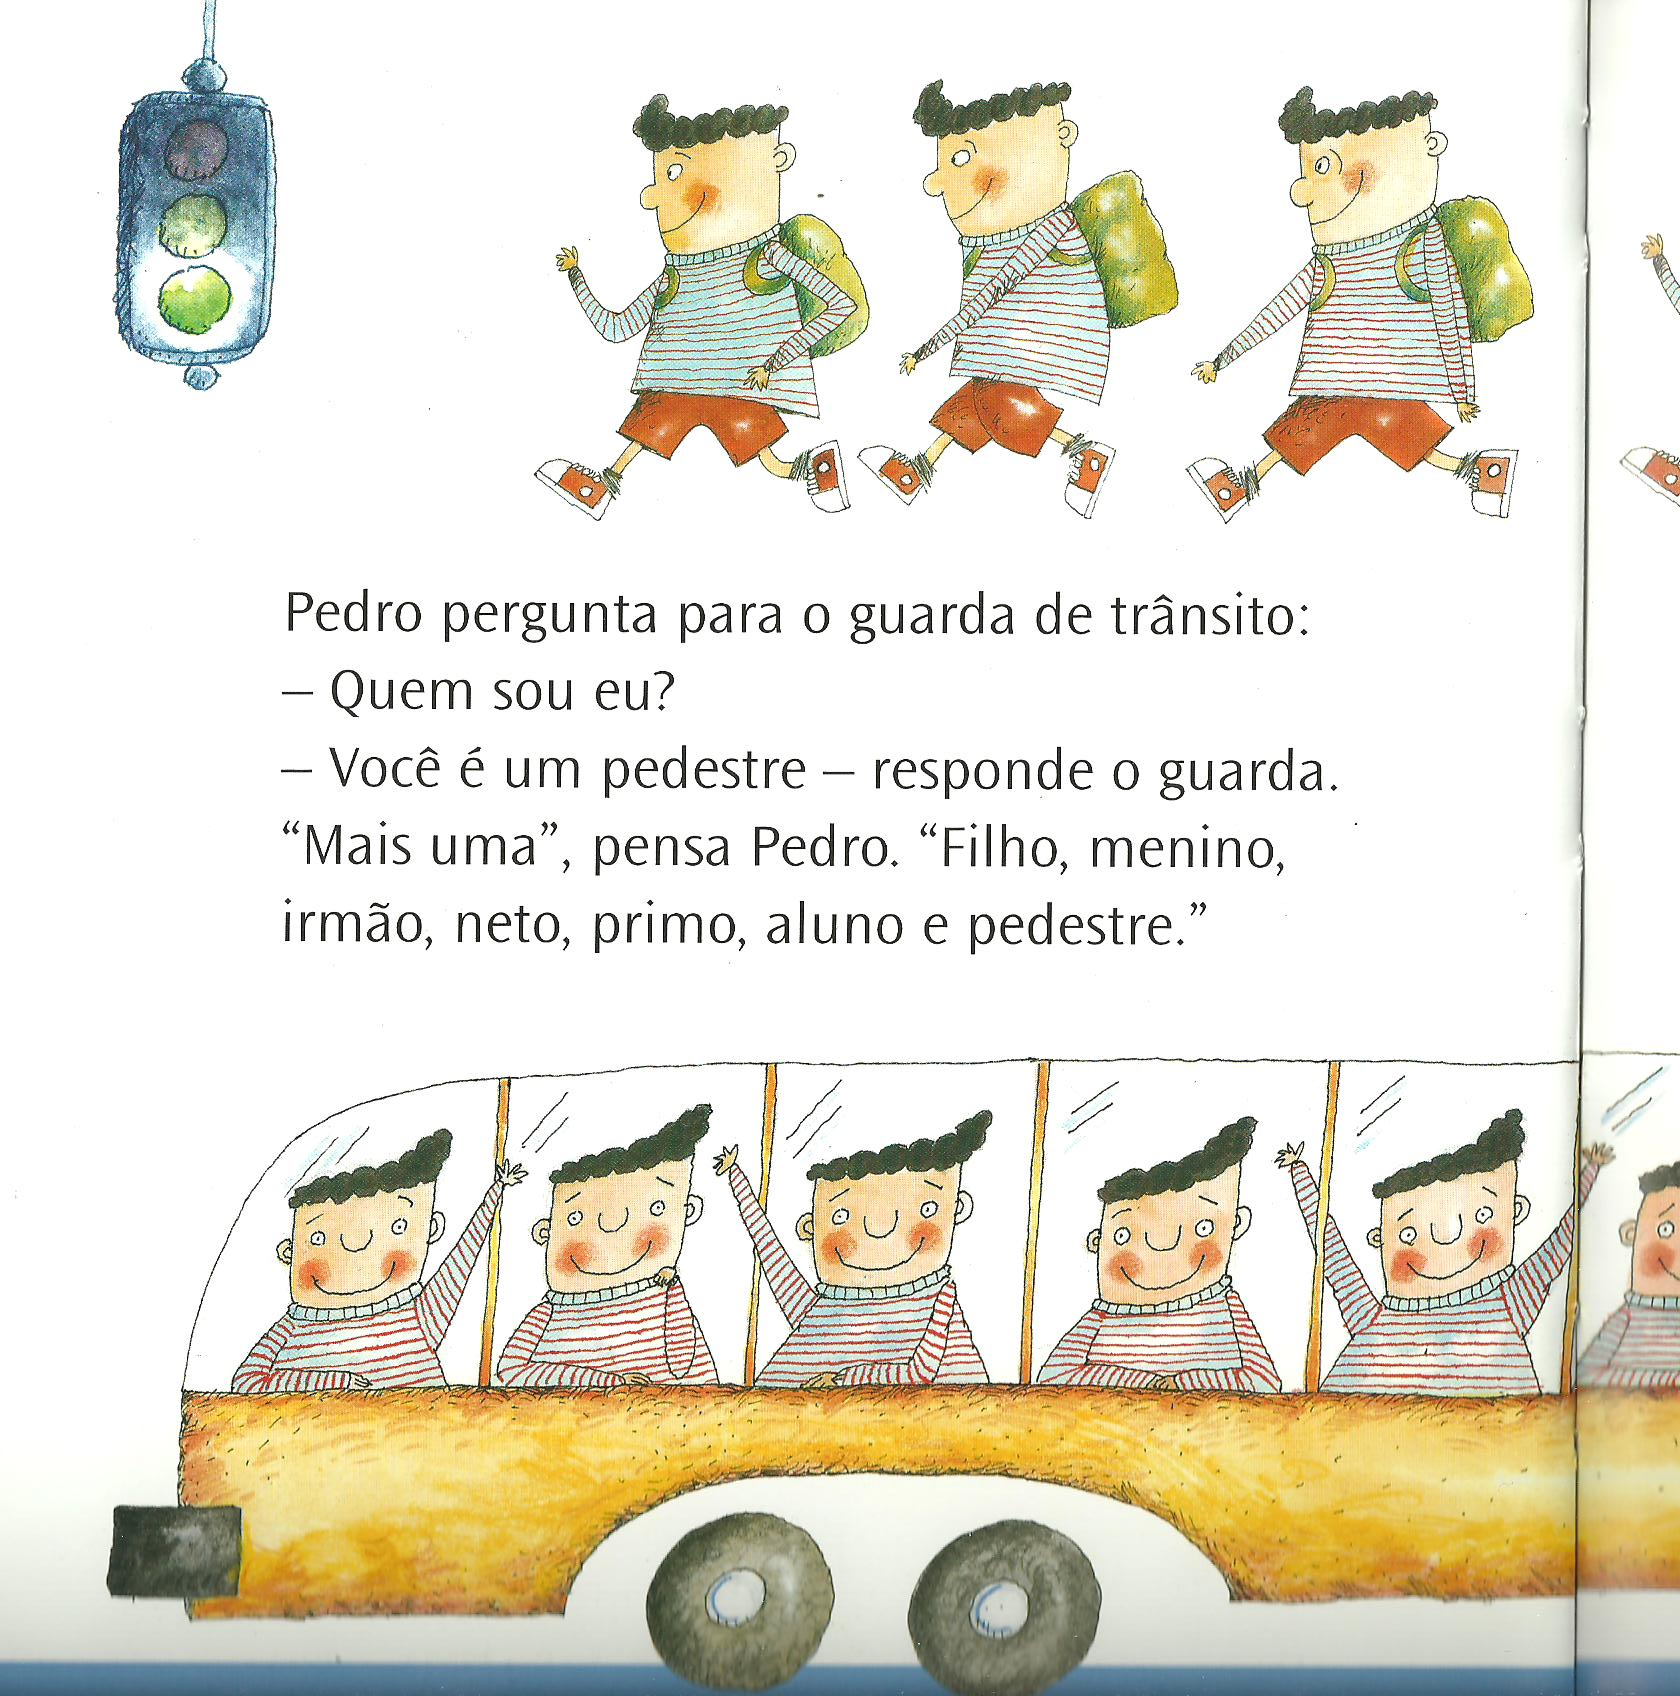 Pedro pergunta para o guarda de trânsito:
– Quem sou eu?
– Você é um pedestre – responde o guarda.
“Mais uma”, pensa Pedro. “Filho, menino,
irmão, neto, primo, aluno e pedestre.”